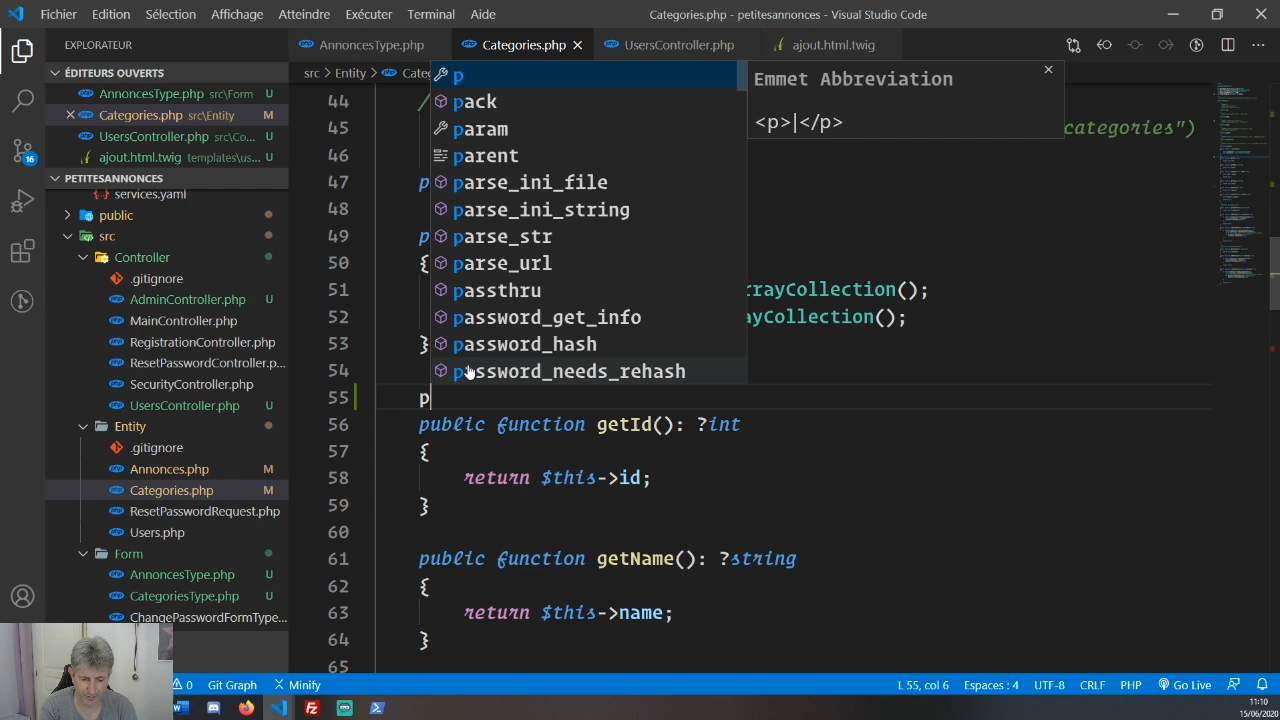 Fichier Edition Sélection Affichage Atteindre Exécuter Terminal Aide Categories.php - petitesannonces - Visual Studio Code
EXPLORATEUR
AnnoncesType.php Categories.php UsersController.php ajout.html.twig
ÉDITEURS OUVERTS
AnnoncesType.php src\Form U
Categories.php src\Entity M
UsersController.php src\Co... U
ajout.html.twig templates\us... U
PETITESANNONCES
services.yaml
public
src
Controller
.gitignore
AdminController.php U
MainController.php
RegistrationController.php
ResetPasswordController.p...
SecurityController.php
UsersController.php U
Entity
.gitignore
Annonces.php M
Categories.php M
ResetPasswordRequest.php
Users.php
Form
AnnoncesType.php U
CategoriesType.php U
ChangePasswordFormType...
16
src > Entity > Categ
p
pack
param
parent
parse_ini_file
parse_ini_string
parse_str
parse_url
passthru
password_get_info
password_hash
password_needs_rehash
Emmet Abbreviation
<p>|</p>
44 /
45 categories")
46
47 p
48
49 p
50 {
51 rrayCollection();
52 ayCollection();
53 }
54
55 p
56 public function getId(): ?int
57 {
58 return $this->id;
59 }
60
61 public function getName(): ?string
62 {
63 return $this->name;
64 }
65
0 Git Graph Minify L 55, col 6 Espaces : 4 UTF-8 CRLF PHP Go Live
11:10
15/06/2020